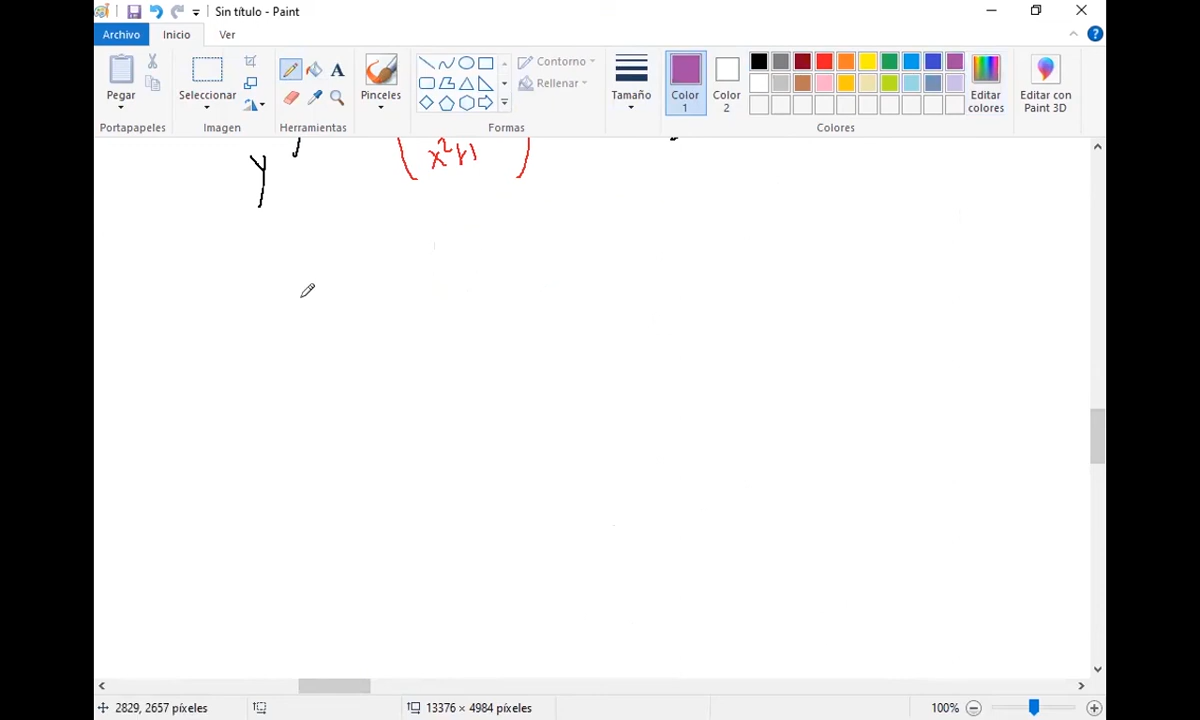 Sin título - Paint
Archivo Inicio Ver
Pegar Seleccionar A Pinceles Contorno Rellenar Tamaño Color 1 Color 2 Editar colores Editar con Paint 3D
Portapapeles Imagen Herramientas Formas Colores
y
x²+1
2829, 2657 píxeles 13376 × 4984 píxeles 100%